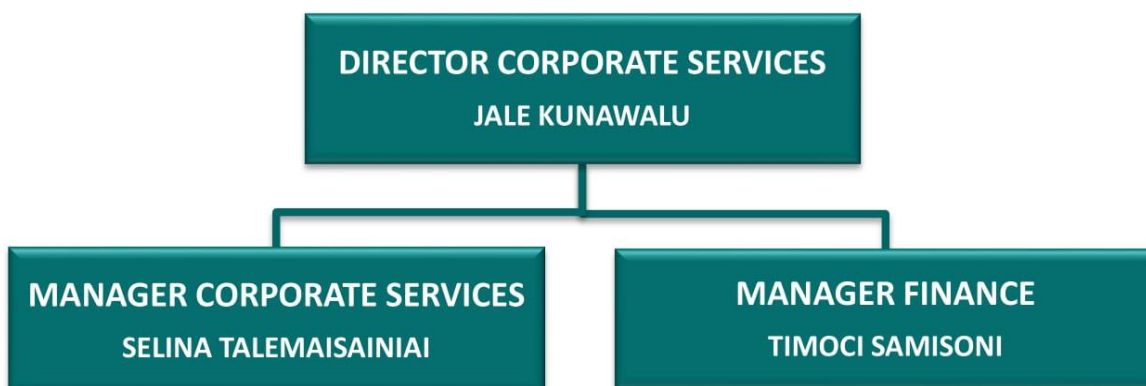 DIRECTOR CORPORATE SERVICES
JALE KUNAWALU
MANAGER CORPORATE SERVICES
SELINA TALEMAISAINIAI
MANAGER FINANCE
TIMOCI SAMISONI